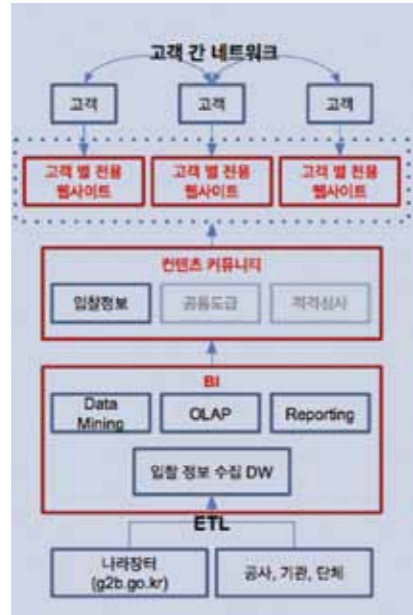 고객 간 네트워크
고객 고객 고객
고객 별 전용 고객 별 전용 고객 별 전용
웹사이트 웹사이트 웹사이트
컨텐츠 커뮤니티
입찰정보 공동도급 적격심사
BI
Data OLAP Reporting
Mining
입찰 정보 수집 DW
ETL
나라장터 공사, 기관, 단체
(g2b.go.kr)